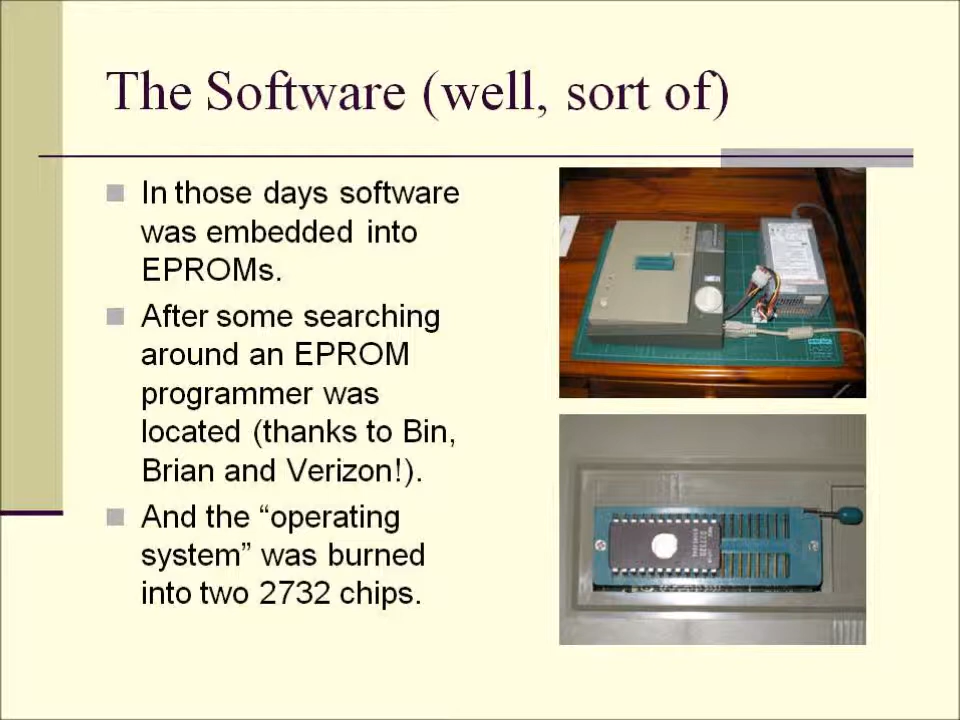 The Software (well, sort of)
In those days software
was embedded into
EPROMs.
After some searching
around an EPROM
programmer was
located (thanks to Bin,
Brian and Verizon!).
And the “operating
system” was burned
into two 2732 chips.